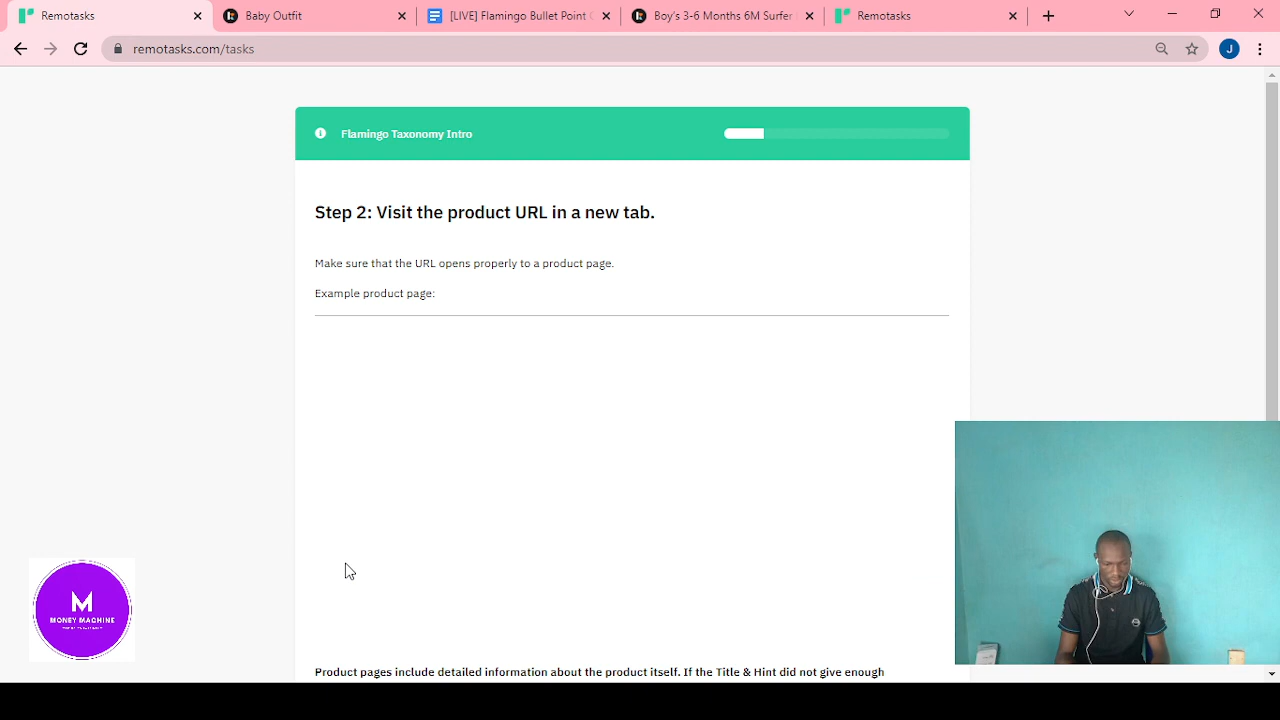 Remotasks
Baby Outfit
[LIVE] Flamingo Bullet Point
Boy's 3-6 Months 6M Surfer
Remotasks
remotasks.com/tasks
J
Flamingo Taxonomy Intro
Step 2: Visit the product URL in a new tab.
Make sure that the URL opens properly to a product page.
Example product page:
M
MONEY MACHINE
Product pages include detailed information about the product itself. If the Title & Hint did not give enough